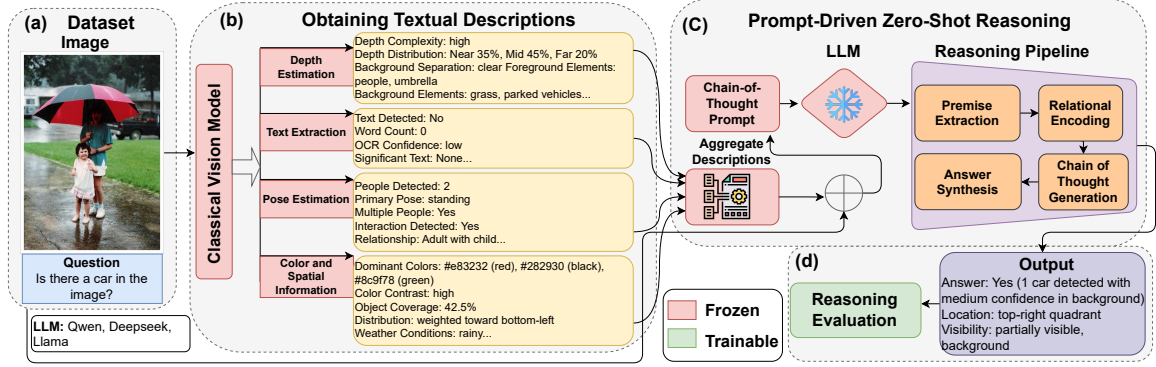 (a) Dataset
Image
Question
Is there a car in the
image?
LLM: Qwen, Deepseek,
Llama
(b) Obtaining Textual Descriptions
Classical Vision Model
Depth
Estimation
Depth Complexity: high
Depth Distribution: Near 35%, Mid 45%, Far 20%
Background Separation: clear Foreground Elements:
people, umbrella
Background Elements: grass, parked vehicles...
Text Extraction
Text Detected: No
Word Count: 0
OCR Confidence: low
Significant Text: None...
Pose Estimation
People Detected: 2
Primary Pose: standing
Multiple People: Yes
Interaction Detected: Yes
Relationship: Adult with child...
Color and
Spatial
Information
Dominant Colors: #e83232 (red), #282930 (black),
#8c9f78 (green)
Color Contrast: high
Object Coverage: 42.5%
Distribution: weighted toward bottom-left
Weather Conditions: rainy...
(C) Prompt-Driven Zero-Shot Reasoning
Chain-of-
Thought
Prompt
LLM
Aggregate
Descriptions
Reasoning Pipeline
Premise
Extraction
Relational
Encoding
Answer
Synthesis
Chain of
Thought
Generation
Frozen
Trainable
(d)
Reasoning
Evaluation
Output
Answer: Yes (1 car detected with
medium confidence in background)
Location: top-right quadrant
Visibility: partially visible,
background